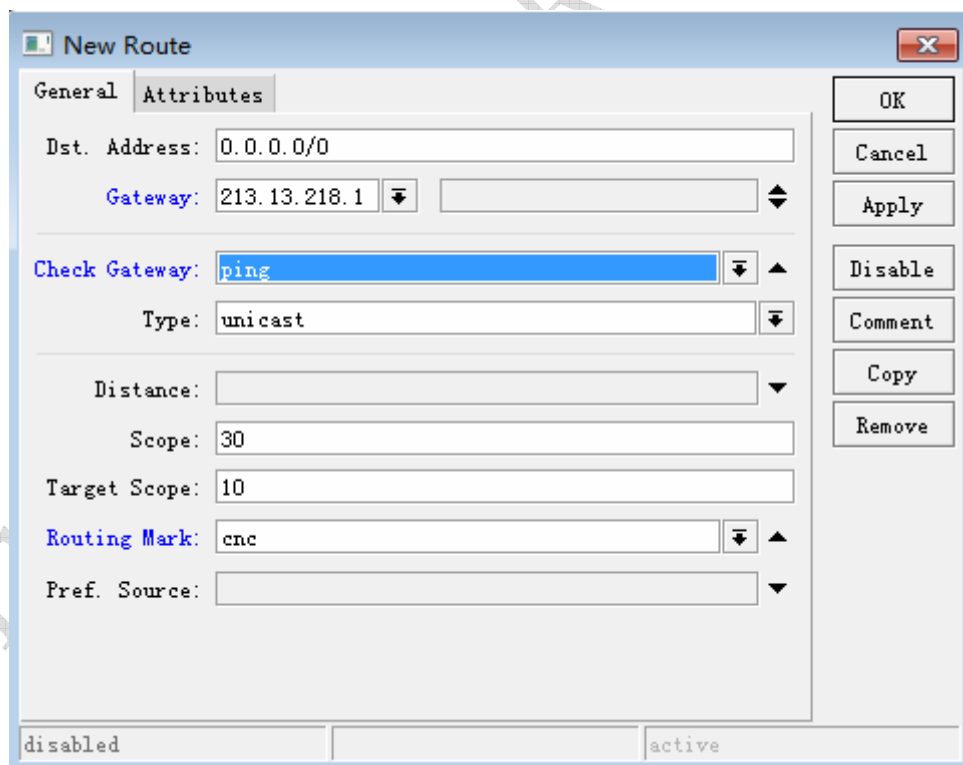 New Route
General Attributes
OK
Dst. Address: 0.0.0.0/0
Cancel
Gateway: 213.13.218.1
Apply
Check Gateway: ping
Disable
Type: unicast
Comment
Distance:
Copy
Scope: 30
Remove
Target Scope: 10
Routing Mark: cnc
Pref. Source:
disabled active